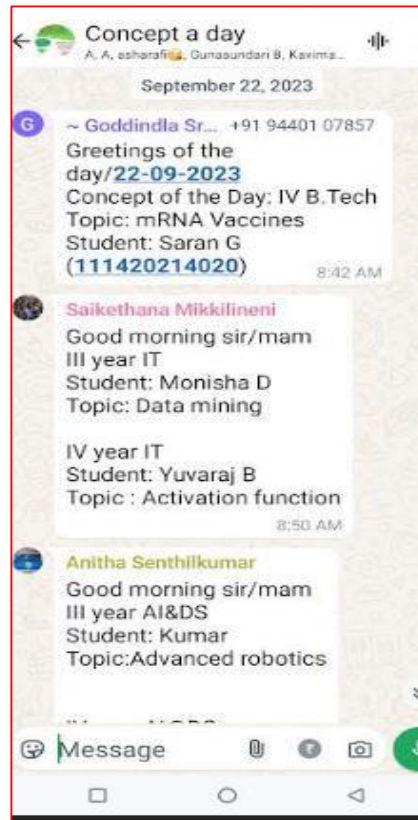 Concept a day
A, A, asharafi😋, Gunasundari B, Kavima...
September 22, 2023
G
~ Goddindla Sr... +91 94401 07857
Greetings of the
day/22-09-2023
Concept of the Day: IV B.Tech
Topic: mRNA Vaccines
Student: Saran G
(111420214020)
8:42 AM
Saikethana Mikkilineni
Good morning sir/mam
III year IT
Student: Monisha D
Topic: Data mining
IV year IT
Student: Yuvaraj B
Topic : Activation function
8:50 AM
Anitha Senthilkumar
Good morning sir/mam
III year AI&DS
Student: Kumar
Topic:Advanced robotics
Message